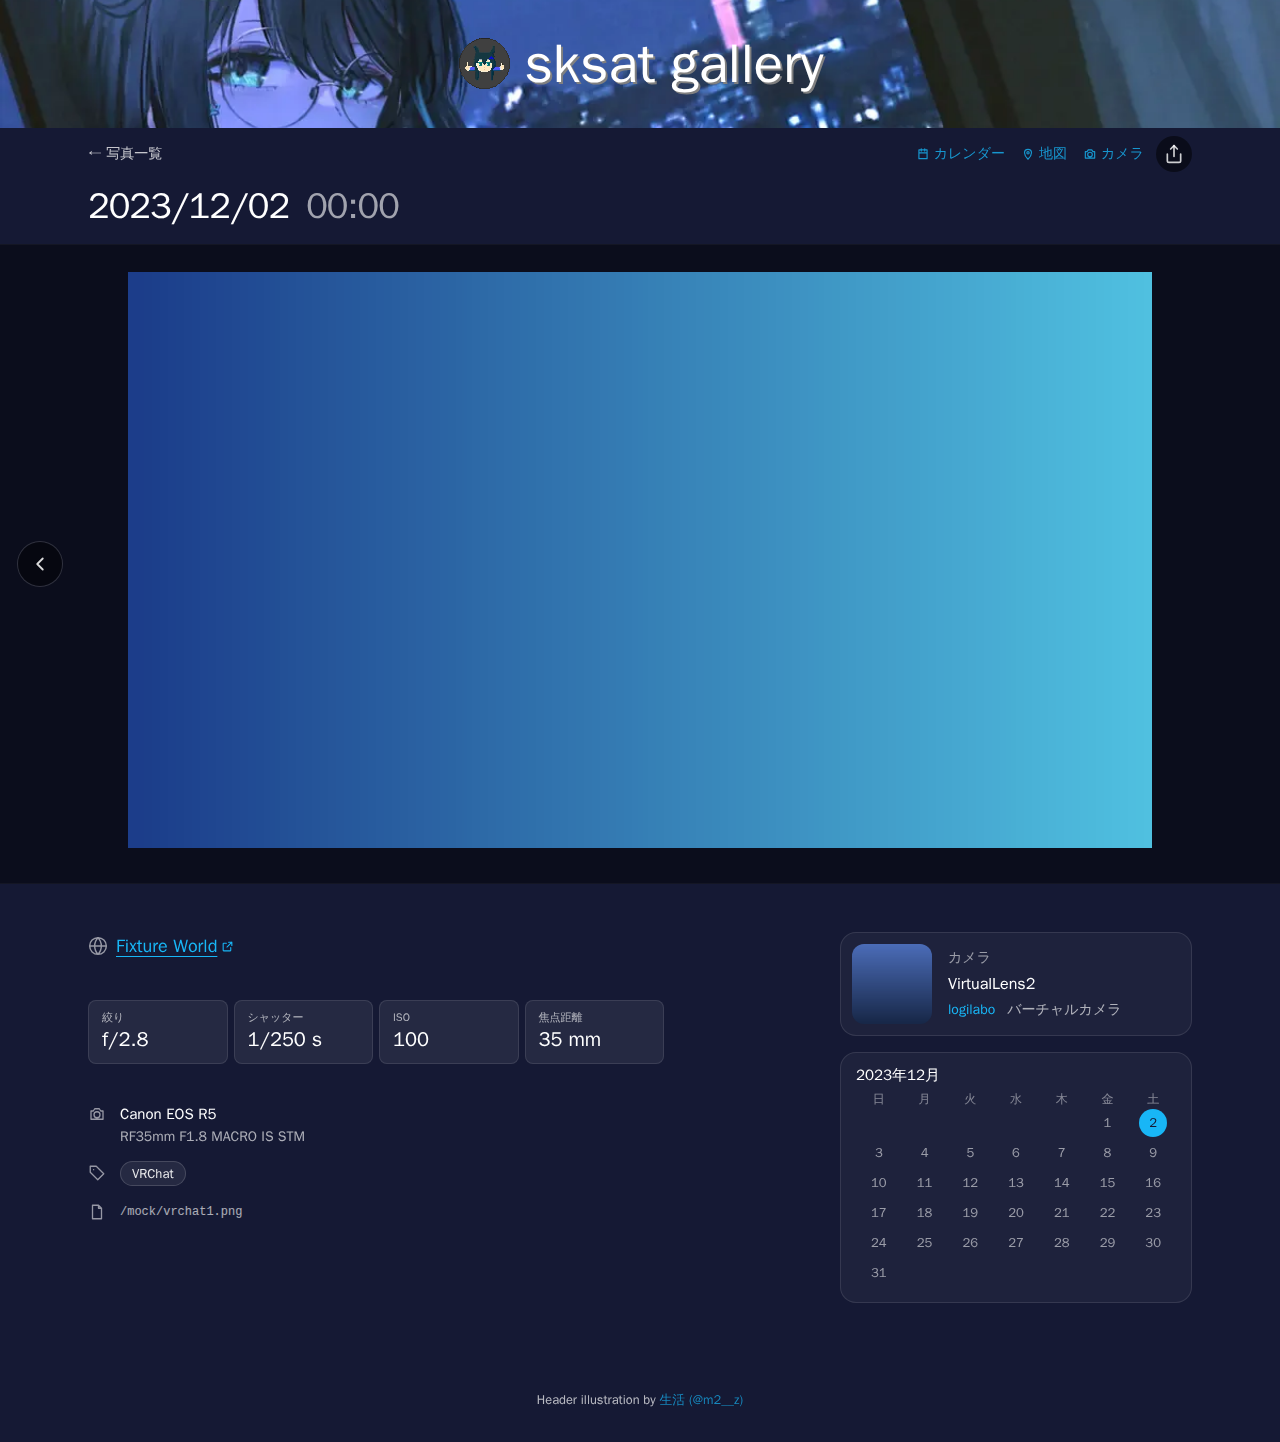 sksat gallery
← 写真一覧
カレンダー 地図 カメラ
2023/12/02 00:00
Fixture World
絞り
f/2.8
シャッター
1/250 s
ISO
100
焦点距離
35 mm
Canon EOS R5
RF35mm F1.8 MACRO IS STM
VRChat
/mock/vrchat1.png
カメラ
VirtualLens2
logilabo バーチャルカメラ
2023年12月
日 月 火 水 木 金 土
1 2
3 4 5 6 7 8 9
10 11 12 13 14 15 16
17 18 19 20 21 22 23
24 25 26 27 28 29 30
31
Header illustration by 生活 (@m2__z)